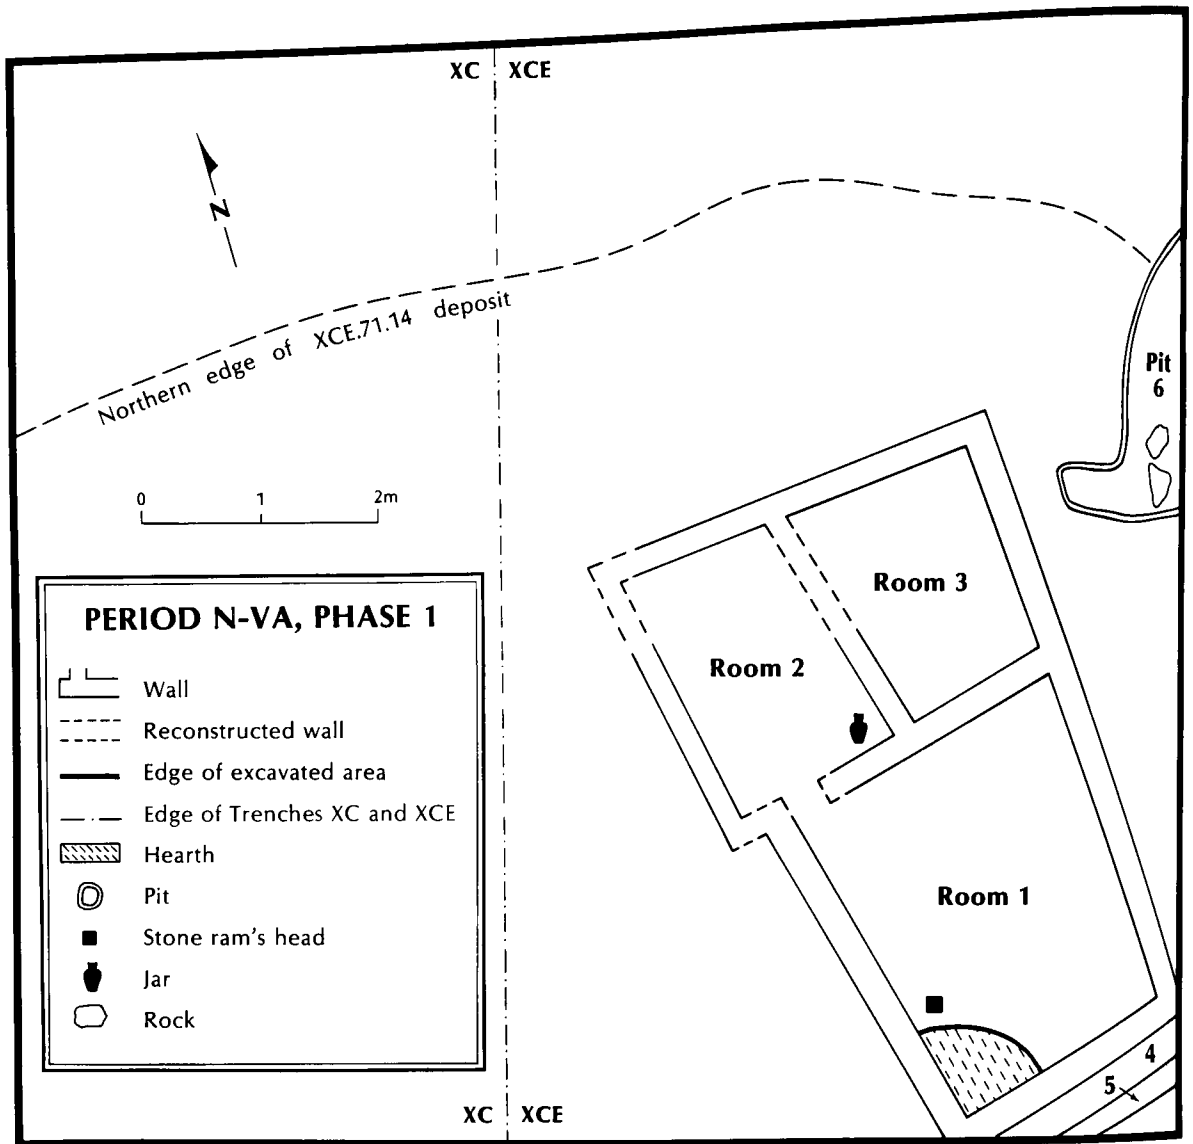 XC XCE
N
Northern edge of XCE.71.14 deposit
Pit
6
0 1 2m
Room 3
Room 2
Room 1
4
5
PERIOD N-VA, PHASE 1
Wall
Reconstructed wall
Edge of excavated area
Edge of Trenches XC and XCE
Hearth
Pit
Stone ram's head
Jar
Rock
XC XCE